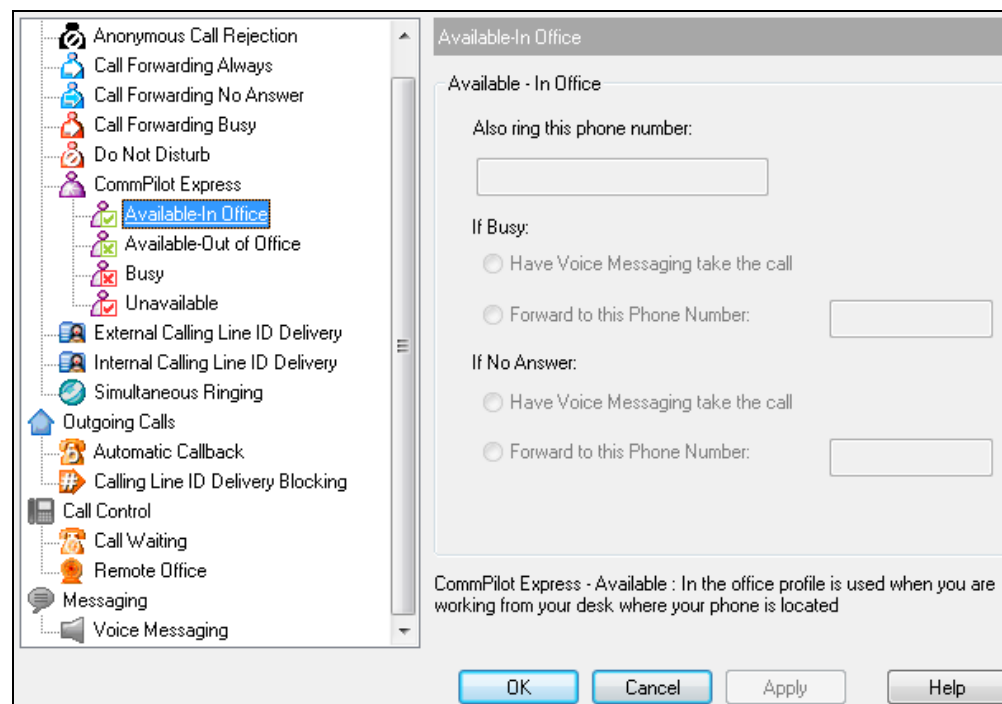 Anonymous Call Rejection
Call Forwarding Always
Call Forwarding No Answer
Call Forwarding Busy
Do Not Disturb
CommPilot Express
Available-In Office
Available-Out of Office
Busy
Unavailable
External Calling Line ID Delivery
Internal Calling Line ID Delivery
Simultaneous Ringing
Outgoing Calls
Automatic Callback
Calling Line ID Delivery Blocking
Call Control
Call Waiting
Remote Office
Messaging
Voice Messaging
Available-In Office
Available - In Office
Also ring this phone number:
If Busy:
Have Voice Messaging take the call
Forward to this Phone Number:
If No Answer:
Have Voice Messaging take the call
Forward to this Phone Number:
CommPilot Express - Available : In the office profile is used when you are
working from your desk where your phone is located
OK
Cancel
Apply
Help